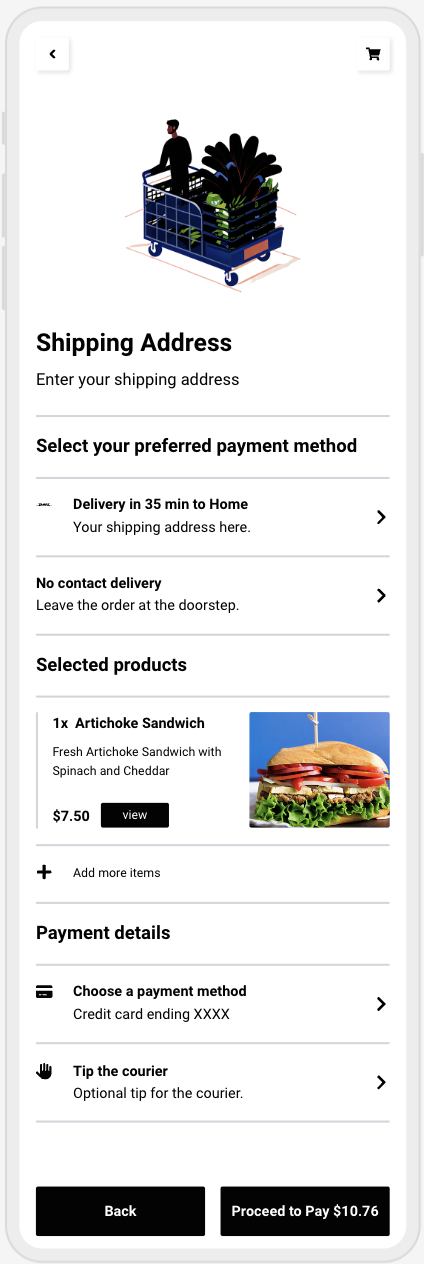 Shipping Address
Enter your shipping address
Select your preferred payment method
Delivery in 35 min to Home
Your shipping address here.
No contact delivery
Leave the order at the doorstep.
Selected products
1x Artichoke Sandwich
Fresh Artichoke Sandwich with
Spinach and Cheddar
$7.50 view
Add more items
Payment details
Choose a payment method
Credit card ending XXXX
Tip the courier
Optional tip for the courier.
Back Proceed to Pay $10.76